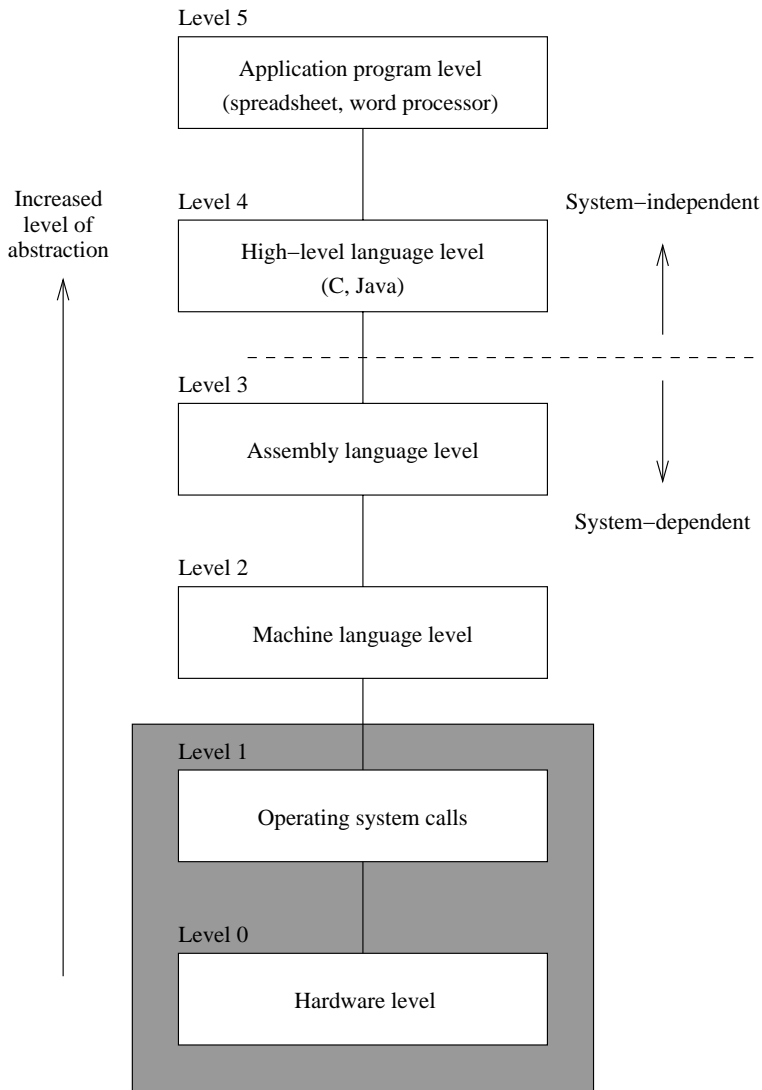 Level 5
Application program level
(spreadsheet, word processor)
Increased
level of
abstraction
Level 4
High−level language level
(C, Java)
System−independent
Level 3
Assembly language level
System−dependent
Level 2
Machine language level
Level 1
Operating system calls
Level 0
Hardware level